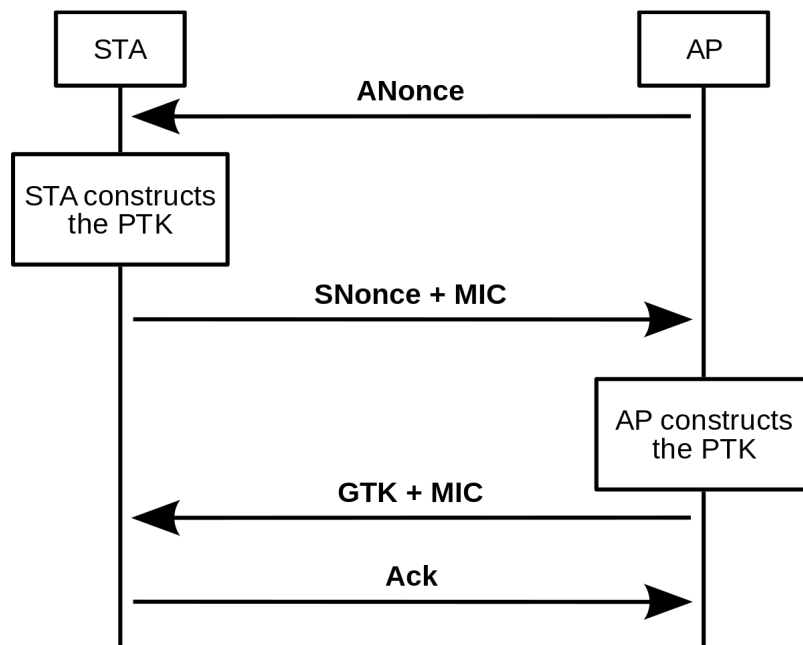 STA
AP
ANonce
STA constructs
the PTK
SNonce + MIC
AP constructs
the PTK
GTK + MIC
Ack